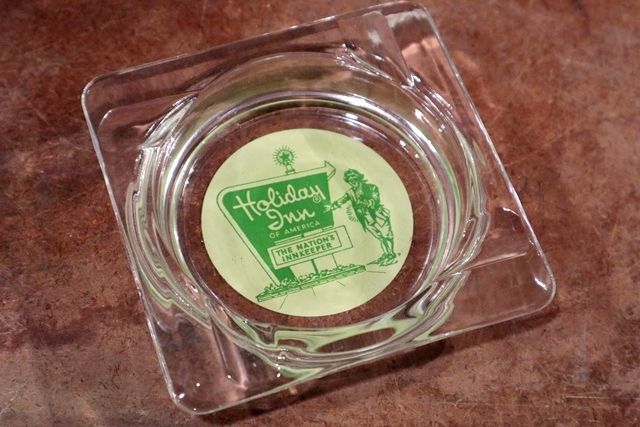 Holiday
Inn®
OF AMERICA
THE NATION'S
INNKEEPER